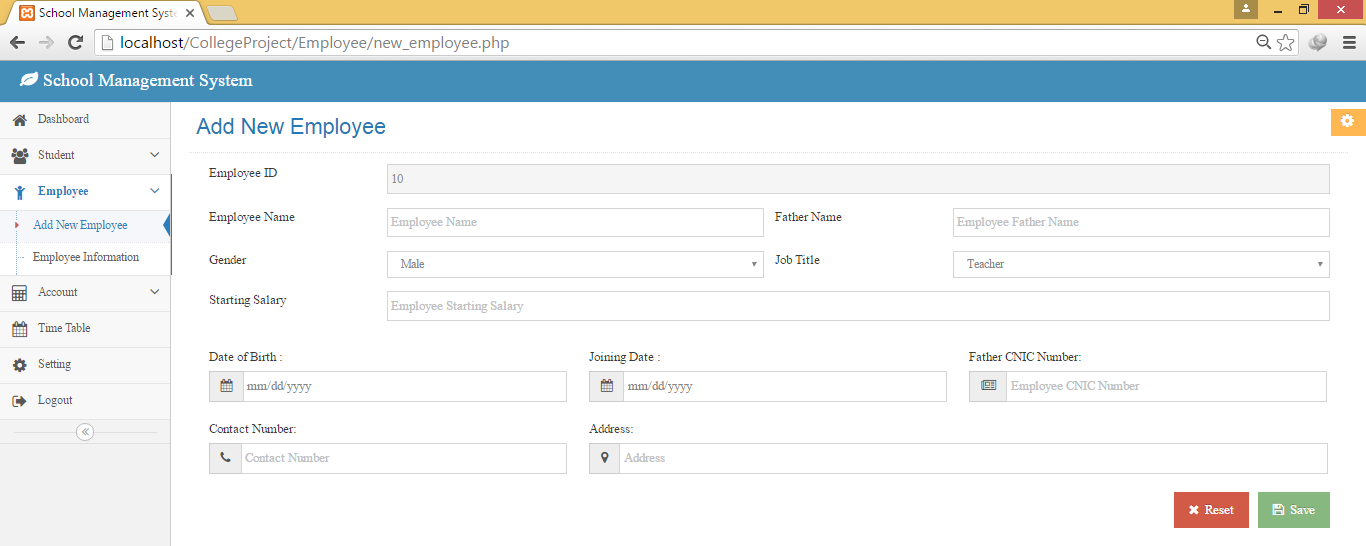 School Management Syst
localhost/CollegeProject/Employee/new_employee.php
School Management System
Dashboard
Student
Employee
Add New Employee
Employee Information
Account
Time Table
Setting
Logout
Add New Employee
Employee ID
10
Employee Name
Employee Name
Father Name
Employee Father Name
Gender
Male
Job Title
Teacher
Starting Salary
Employee Starting Salary
Date of Birth :
mm/dd/yyyy
Joining Date :
mm/dd/yyyy
Father CNIC Number:
Employee CNIC Number
Contact Number:
Contact Number
Address:
Address
Reset
Save